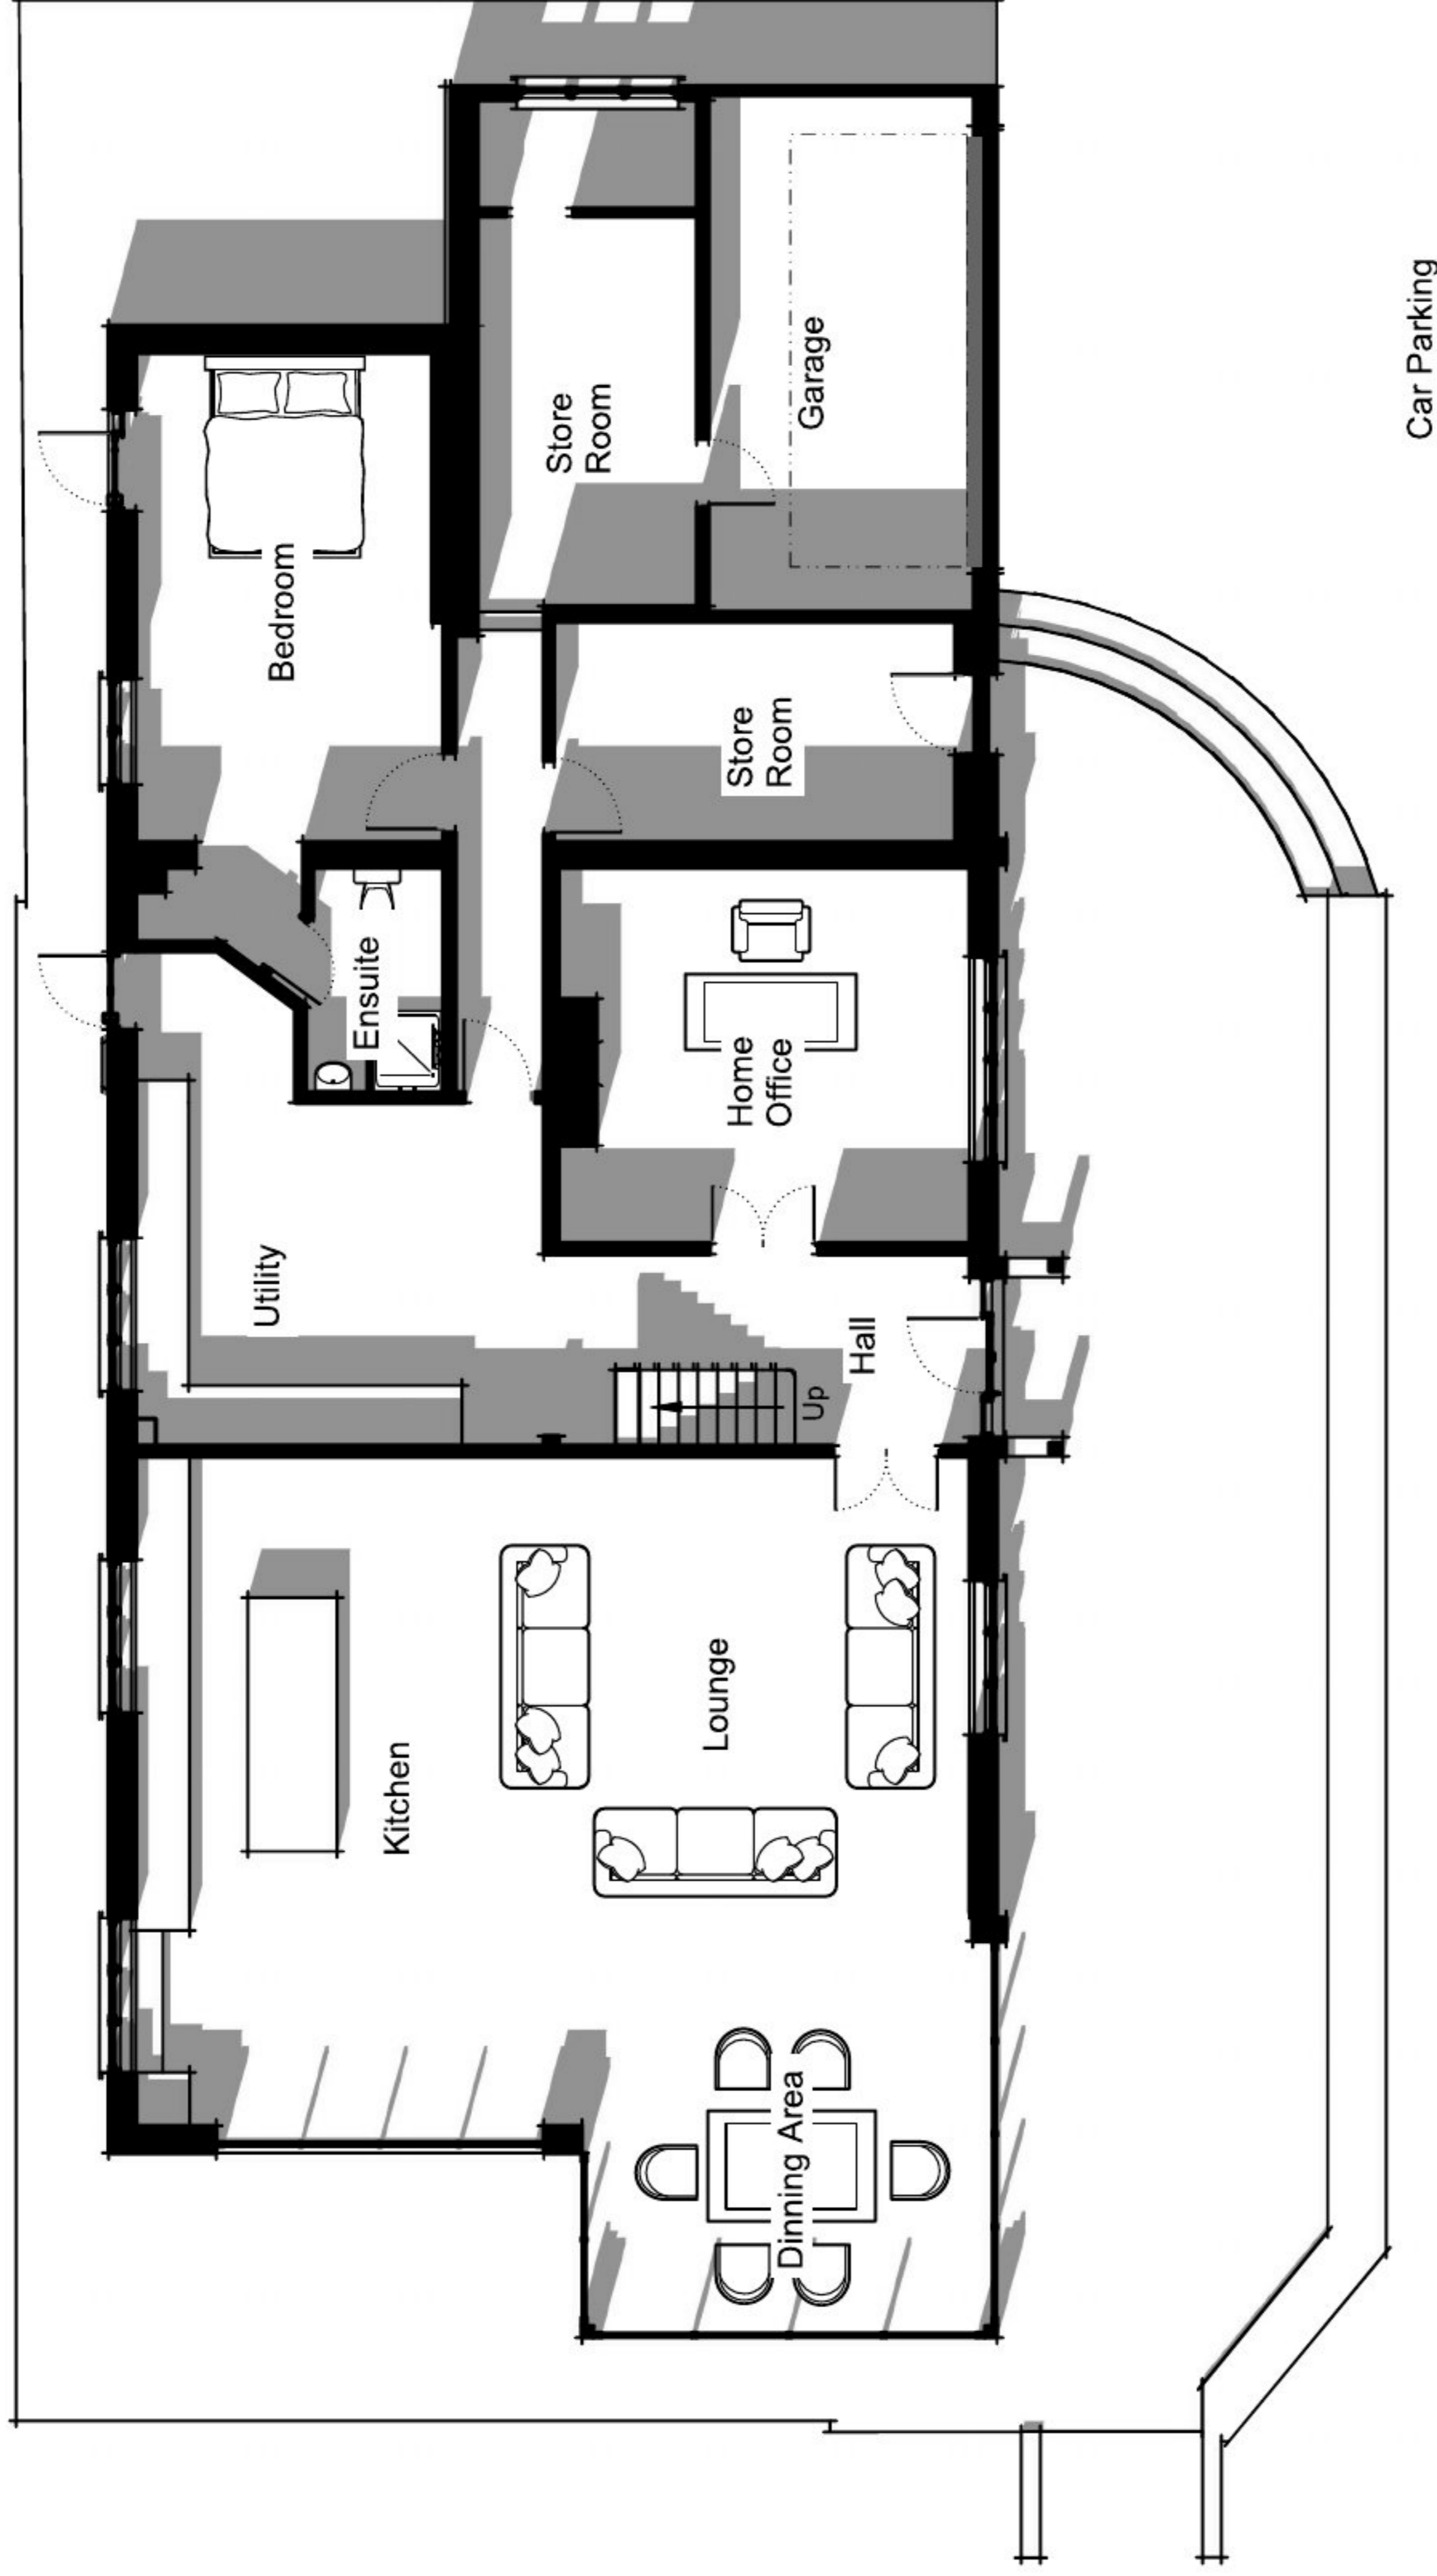 Kitchen
Utility
Bedroom
Ensuite
Store
Room
Lounge
Dinning Area
Up
Hall
Home
Office
Store
Room
Garage
Car Parking